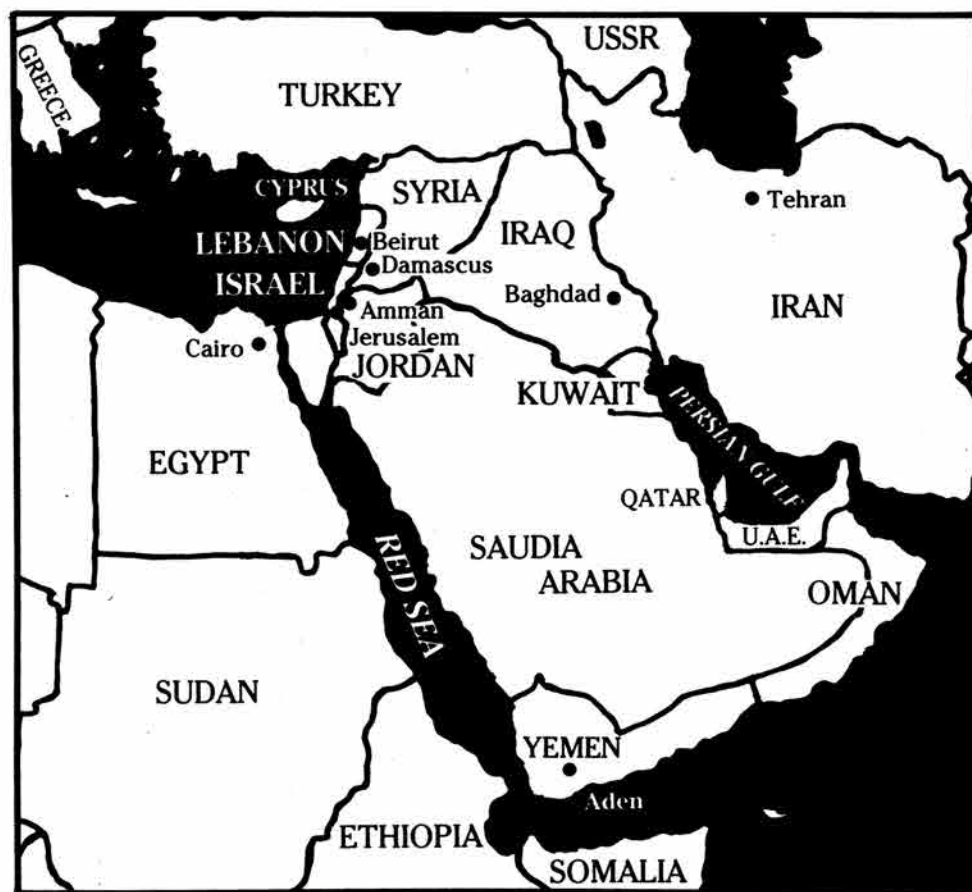 USSR
GREECE
TURKEY
CYPRUS
SYRIA
Tehran
LEBANON
Beirut
IRAQ
Damascus
ISRAEL
Baghdad
IRAN
Amman
Cairo
Jerusalem
JORDAN
KUWAIT
PERSIAN GULF
EGYPT
QATAR
U.A.E.
SAUDIA
ARABIA
OMAN
RED SEA
SUDAN
YEMEN
Aden
ETHIOPIA
SOMALIA